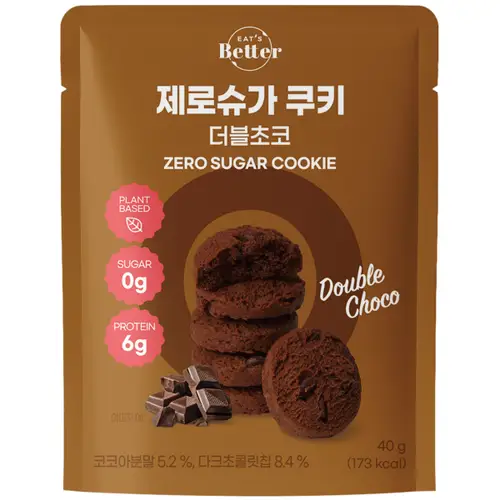 EAT'S
Better
제로슈가 쿠키
더블초코
ZERO SUGAR COOKIE
PLANT
BASED
SUGAR
0g
PROTEIN
6g
Double
Choco
40 g
코코아분말 5.2 %, 다크초콜릿칩 8.4 %
(173 kcal)